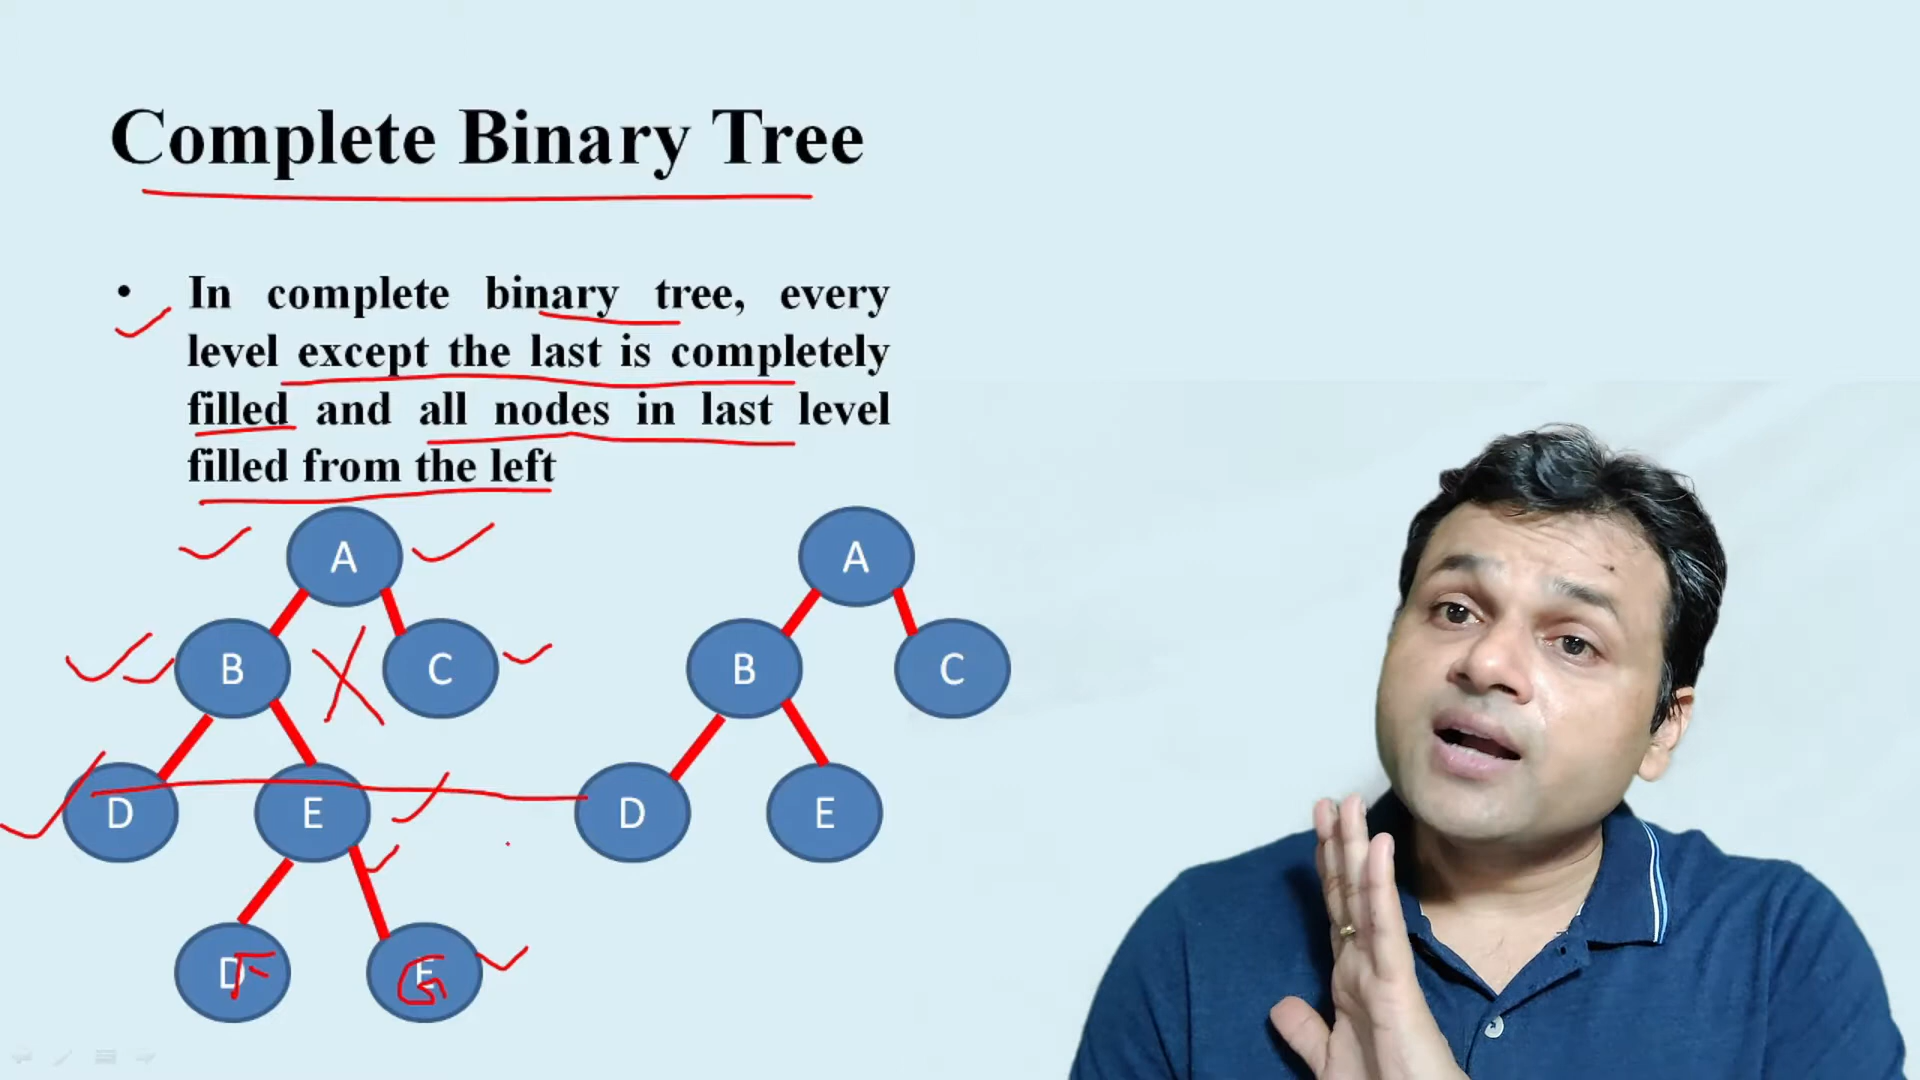 Complete Binary Tree
• In complete binary tree, every
level except the last is completely
filled and all nodes in last level
filled from the left
A
B C
D E
F G
A
B C
D E